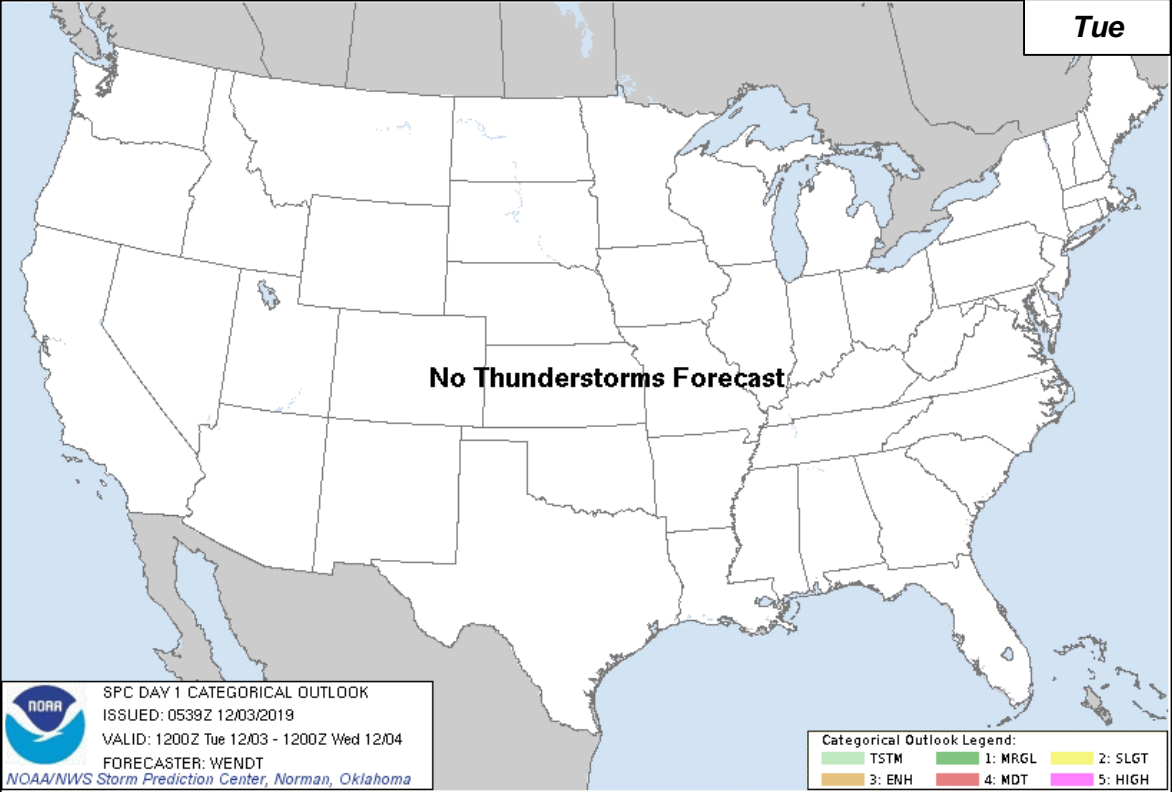 Tue
No Thunderstorms Forecast
NOAA
SPC DAY 1 CATEGORICAL OUTLOOK
ISSUED: 0539Z 12/03/2019
VALID: 1200Z Tue 12/03 - 1200Z Wed 12/04
FORECASTER: WENDT
NOAA/NWS Storm Prediction Center, Norman, Oklahoma
Categorical Outlook Legend:
TSTM 1: MRGL 2: SLGT
3: ENH 4: MDT 5: HIGH